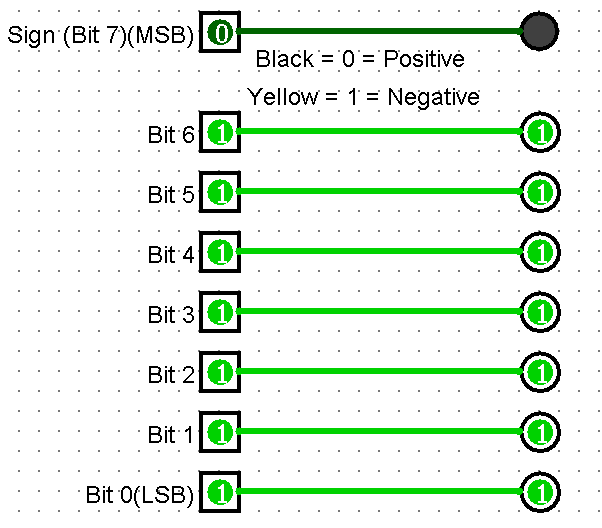 Sign (Bit 7)(MSB) 0
Black = 0 = Positive
Yellow = 1 = Negative
Bit 6 1 1
Bit 5 1 1
Bit 4 1 1
Bit 3 1 1
Bit 2 1 1
Bit 1 1 1
Bit 0(LSB) 1 1